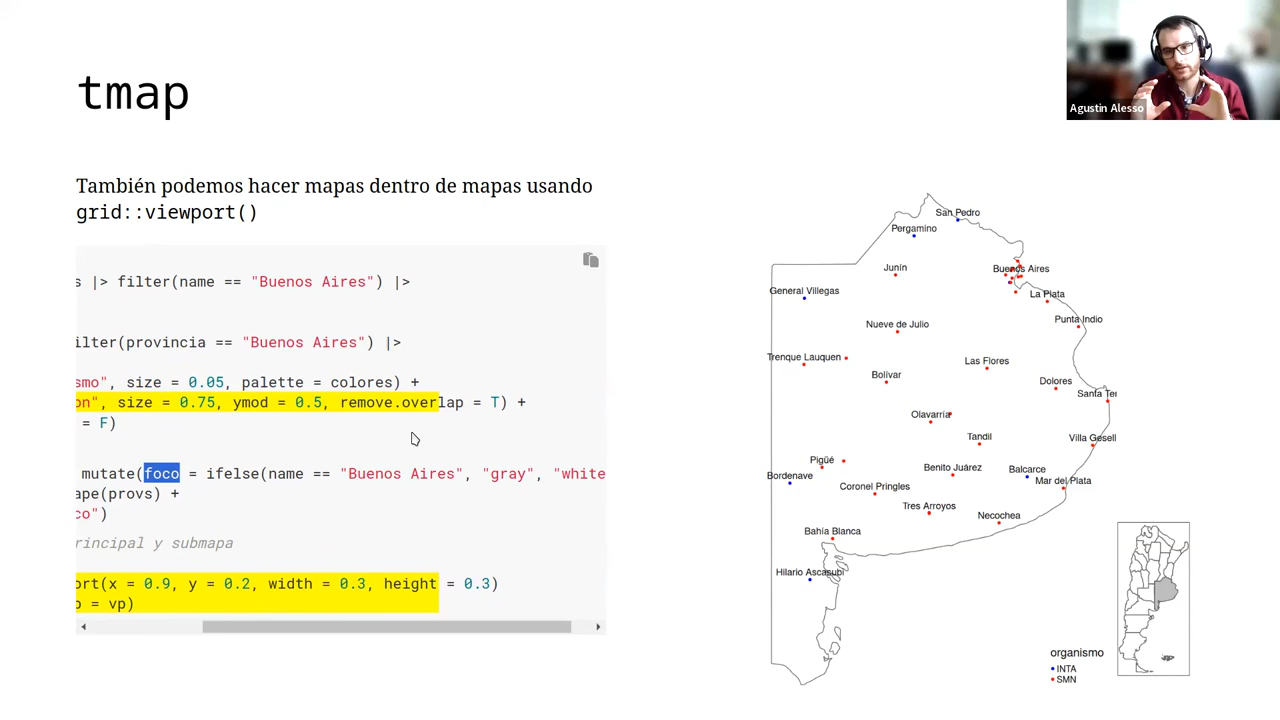 tmap
Agustin Alesso
También podemos hacer mapas dentro de mapas usando
grid::viewport()
s |> filter(name == "Buenos Aires") |>
ilter(provincia == "Buenos Aires") |>
smo", size = 0.05, palette = colores) +
on", size = 0.75, ymod = 0.5, remove.overlap = T) +
= F)
mutate(foco = ifelse(name == "Buenos Aires", "gray", "white
ape(provs) +
co")
rincipal y submapa
ort(x = 0.9, y = 0.2, width = 0.3, height = 0.3)
p = vp)
San Pedro
Pergamino
Junín
Buenos Aires
General Villegas
La Plata
Punta Indio
Nueve de Julio
Trenque Lauquen
Las Flores
Bolívar
Dolores
Santa Te
Olavarría
Tandil
Villa Gesell
Pigüé
Benito Juárez
Balcarce
Bordenave
Mar del Plata
Coronel Pringles
Tres Arroyos
Necochea
Bahía Blanca
Hilario Ascasubi
organismo
INTA
SMN